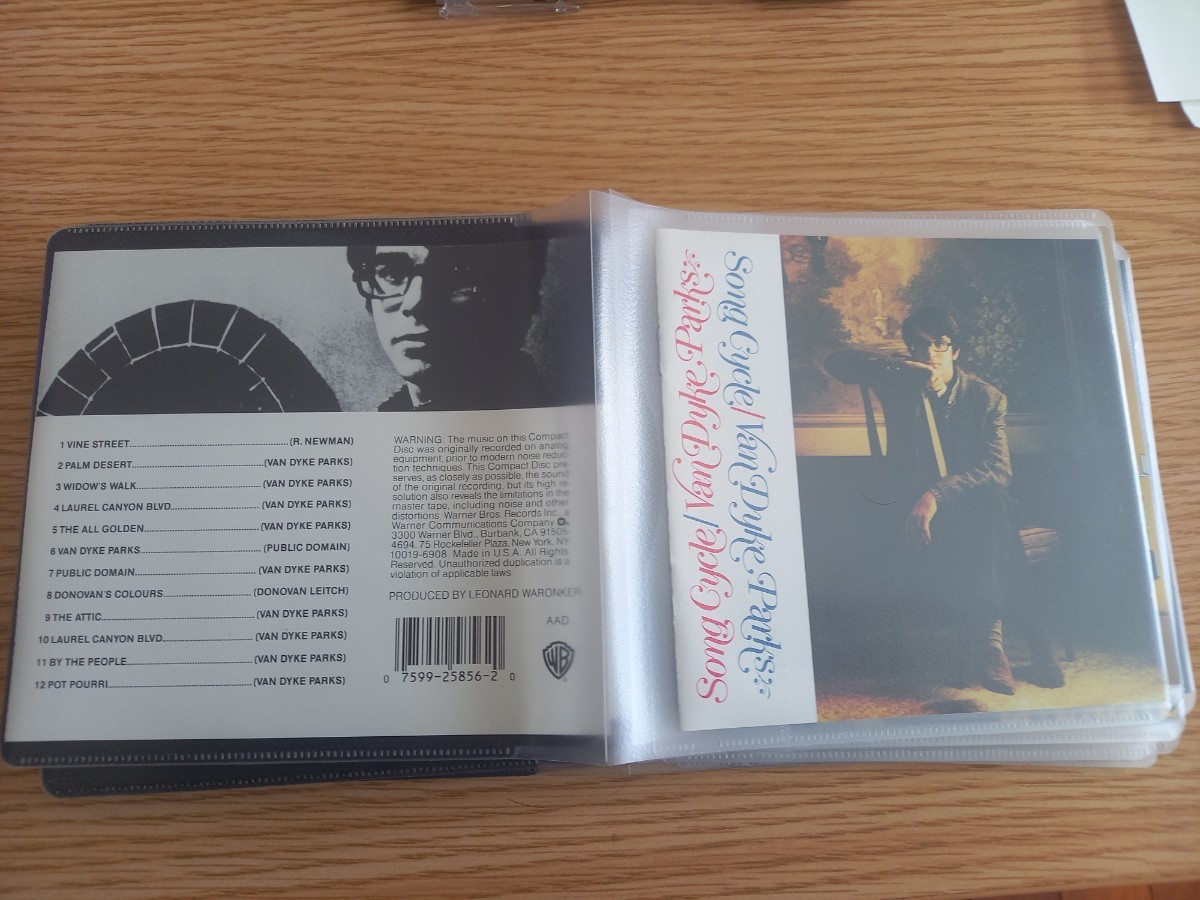 1 VINE STREET........(R. NEWMAN)
2 PALM DESERT........(VAN DYKE PARKS)
3 WIDOW'S WALK........(VAN DYKE PARKS)
4 LAUREL CANYON BLVD........(VAN DYKE PARKS)
5 THE ALL GOLDEN........(VAN DYKE PARKS)
6 VAN DYKE PARKS........(PUBLIC DOMAIN)
7 PUBLIC DOMAIN........(VAN DYKE PARKS)
8 DONOVAN'S COLOURS........(DONOVAN LEITCH)
9 THE ATTIC........(VAN DYKE PARKS)
10 LAUREL CANYON BLVD........(VAN DYKE PARKS)
11 BY THE PEOPLE........(VAN DYKE PARKS)
12 POT POURRI........(VAN DYKE PARKS)
WARNING: The music on this Compact
Disc was originally recorded on analog
equipment, prior to modern noise reduc-
tion techniques. This Compact Disc pre-
serves, as closely as possible, the sound
of the original recording, but its high re-
solution also reveals the limitations in the
master tape, including noise and other
distortions. Warner Bros. Records Inc., a
Warner Communications Company
3300 Warner Blvd., Burbank, CA 91505-
4694. 75 Rockefeller Plaza, New York, NY
10019-6908. Made in U.S.A. All Rights
Reserved. Unauthorized duplication is a
violation of applicable laws.
PRODUCED BY LEONARD WARONKER
AAD
WB
0 7599-25856-2 0
Song Cycle/Van Dyke Parks
Song Cycle/Van Dyke Parks